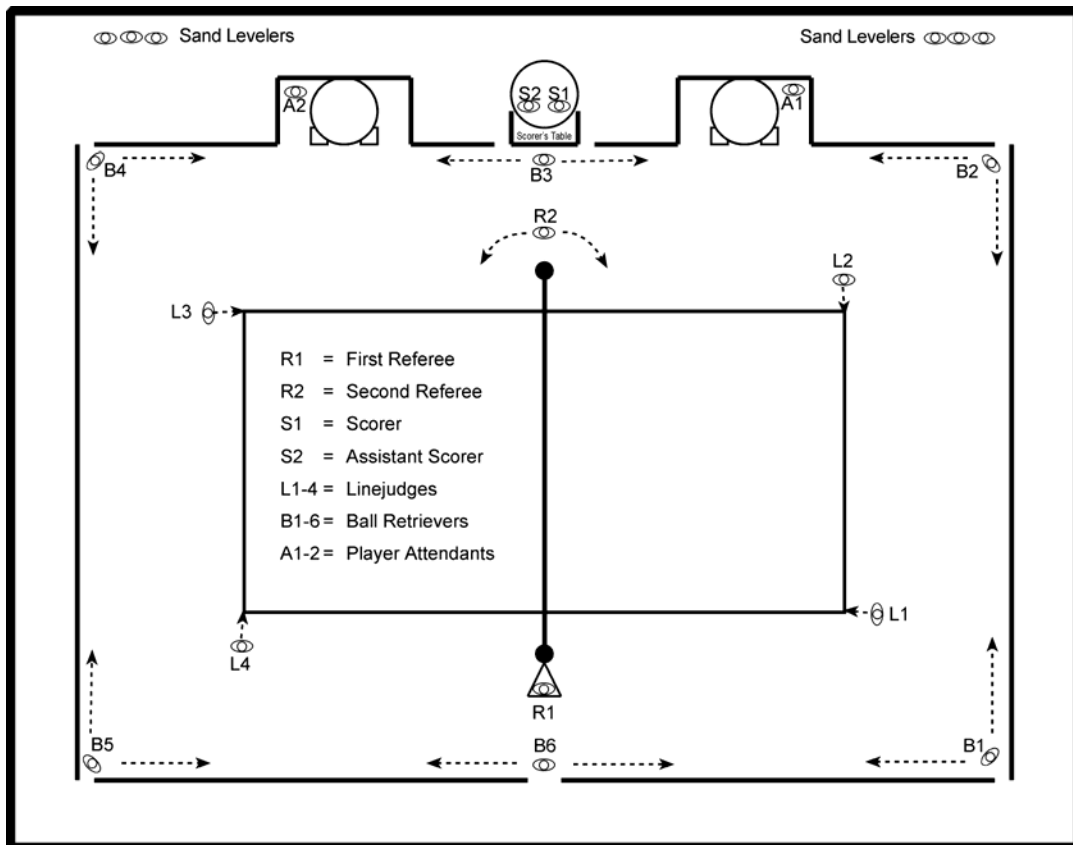 Sand Levelers
Sand Levelers
A2
S2 S1
A1
Scorer's Table
B4
B3
B2
R2
L2
L3
R1 = First Referee
R2 = Second Referee
S1 = Scorer
S2 = Assistant Scorer
L1-4 = Linejudges
B1-6 = Ball Retrievers
A1-2 = Player Attendants
L1
L4
R1
B5
B6
B1